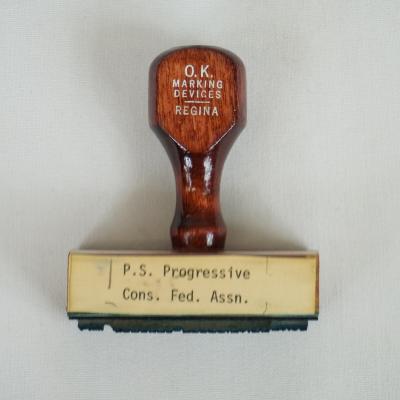 O.K.
MARKING
DEVICES
REGINA
P.S. Progressive
Cons. Fed. Assn.